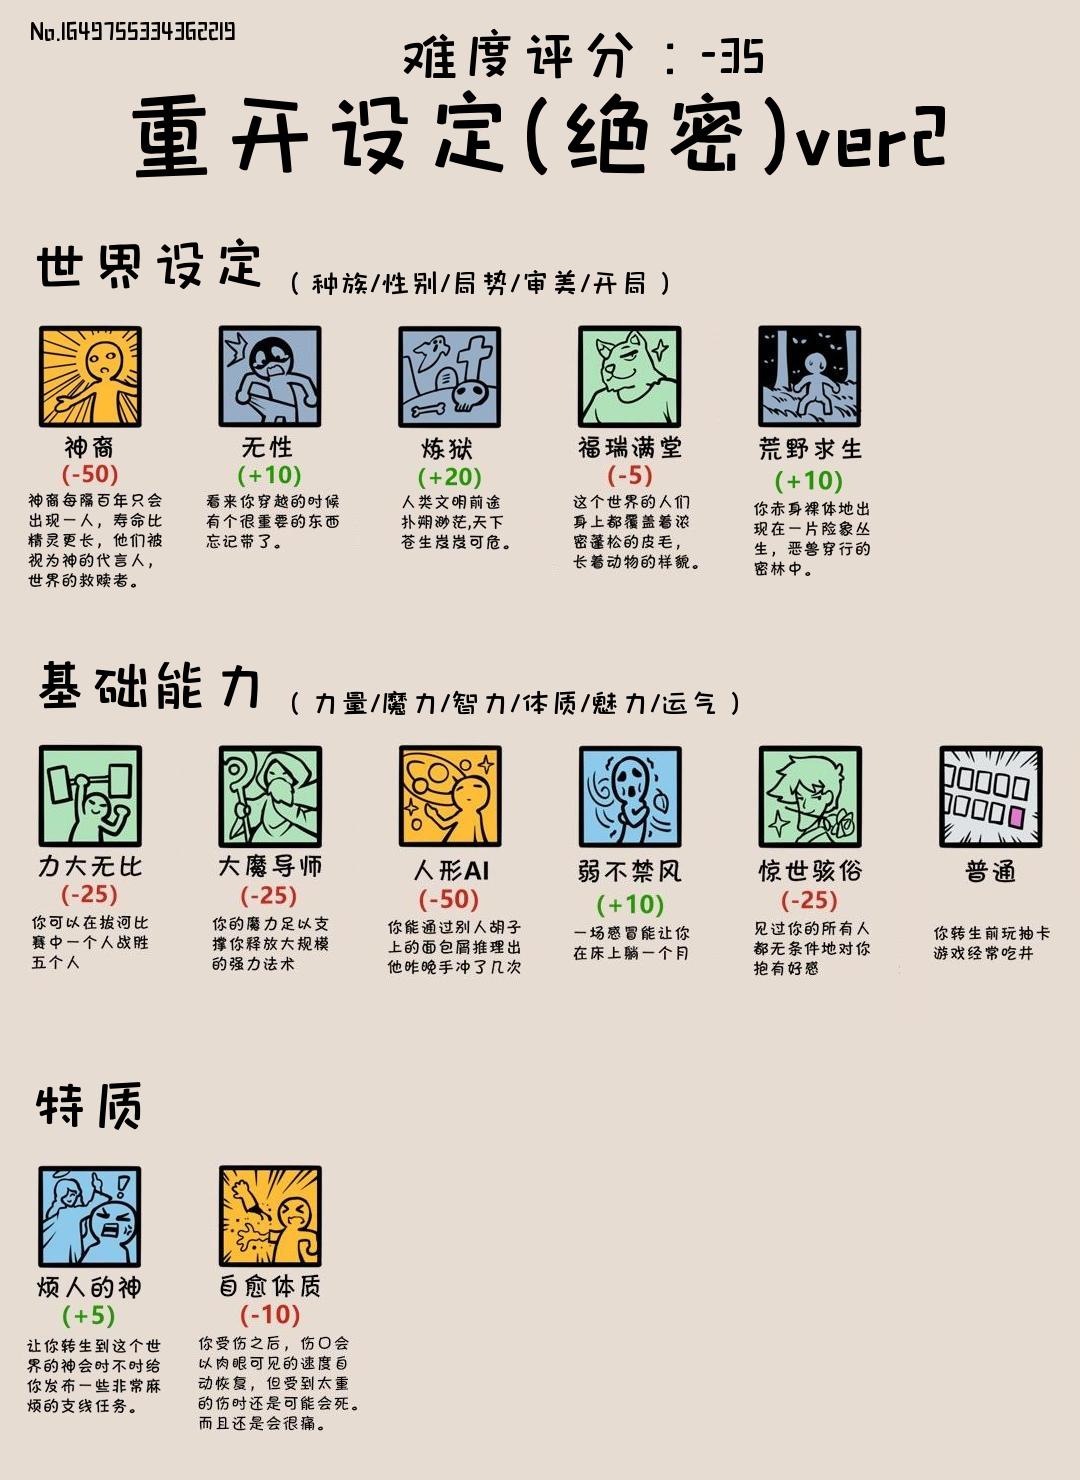 No.1649755334362219
难度评分：-35
重开设定(绝密)ver2
世界设定（种族/性别/局势/审美/开局）
神裔
(-50)
神裔每隔百年只会
出现一人，寿命比
精灵更长，他们被
视为神的代言人，
世界的救赎者。
无性
(+10)
看来你穿越的时候
有个很重要的东西
忘记带了。
炼狱
(+20)
人类文明前途
扑朔渺茫,天下
苍生岌岌可危。
福瑞满堂
(-5)
这个世界的人们
身上都覆盖着浓
密蓬松的皮毛，
长着动物的样貌。
荒野求生
(+10)
你赤身裸体地出
现在一片险象丛
生，恶兽穿行的
密林中。
基础能力（力量/魔力/智力/体质/魅力/运气）
力大无比
(-25)
你可以在拔河比
赛中一个人战胜
五个人
大魔导师
(-25)
你的魔力足以支
撑你释放大规模
的强力法术
人形AI
(-50)
你能通过别人胡子
上的面包屑推理出
他昨晚手冲了几次
弱不禁风
(+10)
一场感冒能让你
在床上躺一个月
惊世骇俗
(-25)
见过你的所有人
都无条件地对你
抱有好感
普通
你转生前玩抽卡
游戏经常吃井
特质
烦人的神
(+5)
让你转生到这个世
界的神会时不时给
你发布一些非常麻
烦的支线任务。
自愈体质
(-10)
你受伤之后，伤口会
以肉眼可见的速度自
动恢复，但受到太重
的伤时还是可能会死。
而且还是会很痛。